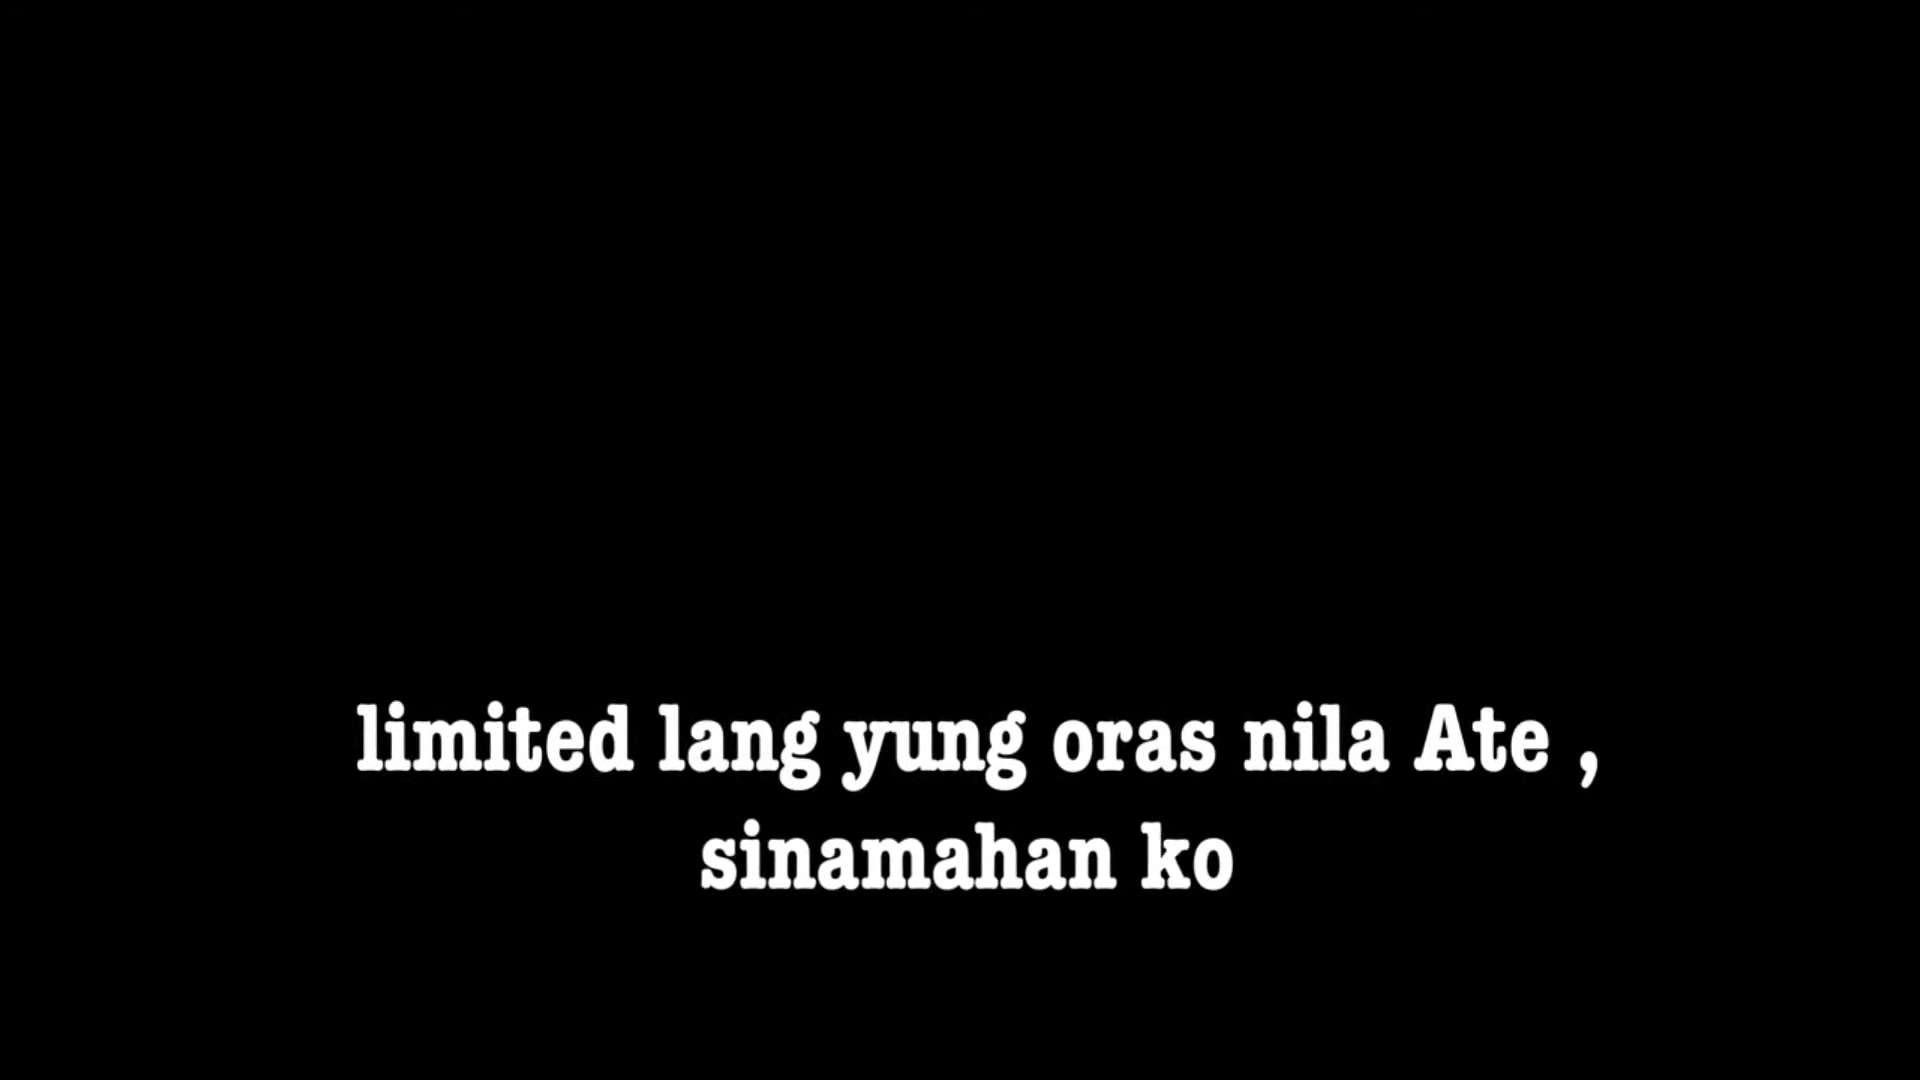 limited lang yung oras nila Ate ,
sinamahan ko